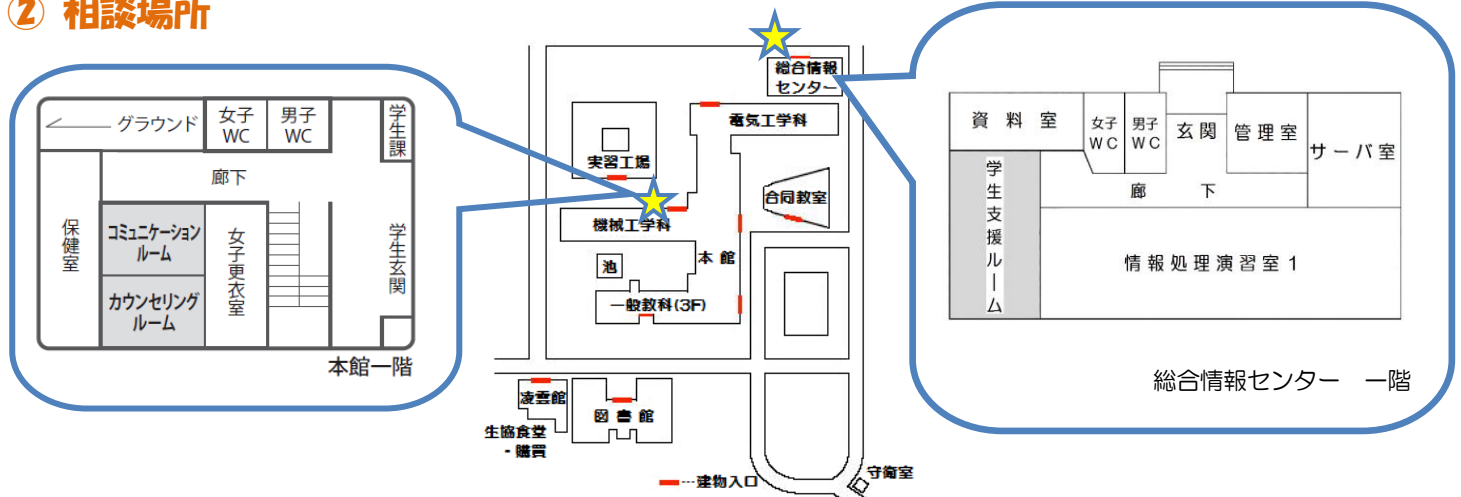 ② 相談場所
グラウンド
女子
WC
男子
WC
学生課
廊下
保健室
コミュニケーション
ルーム
カウンセリング
ルーム
女子更衣室
学生玄関
本館一階
総合情報
センター
電気工学科
実習工場
合同教室
機械工学科
本館
池
一般教科(3F)
凌雲館
図書館
生協食堂
・購買
---建物入口
守衛室
資料室
女子
WC
男子
WC
玄関
管理室
サーバ室
学生支援ルーム
廊下
情報処理演習室1
総合情報センター 一階